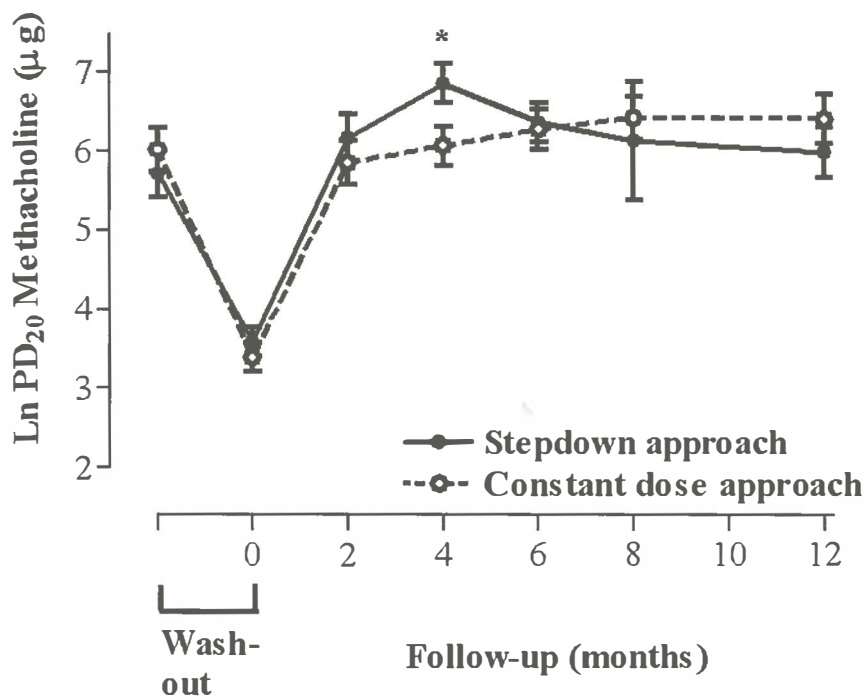 Ln PD20 Methacholine (μg)
*
7
6
5
4
3
2
Stepdown approach
Constant dose approach
0 2 4 6 8 10 12
Wash-
out
Follow-up (months)